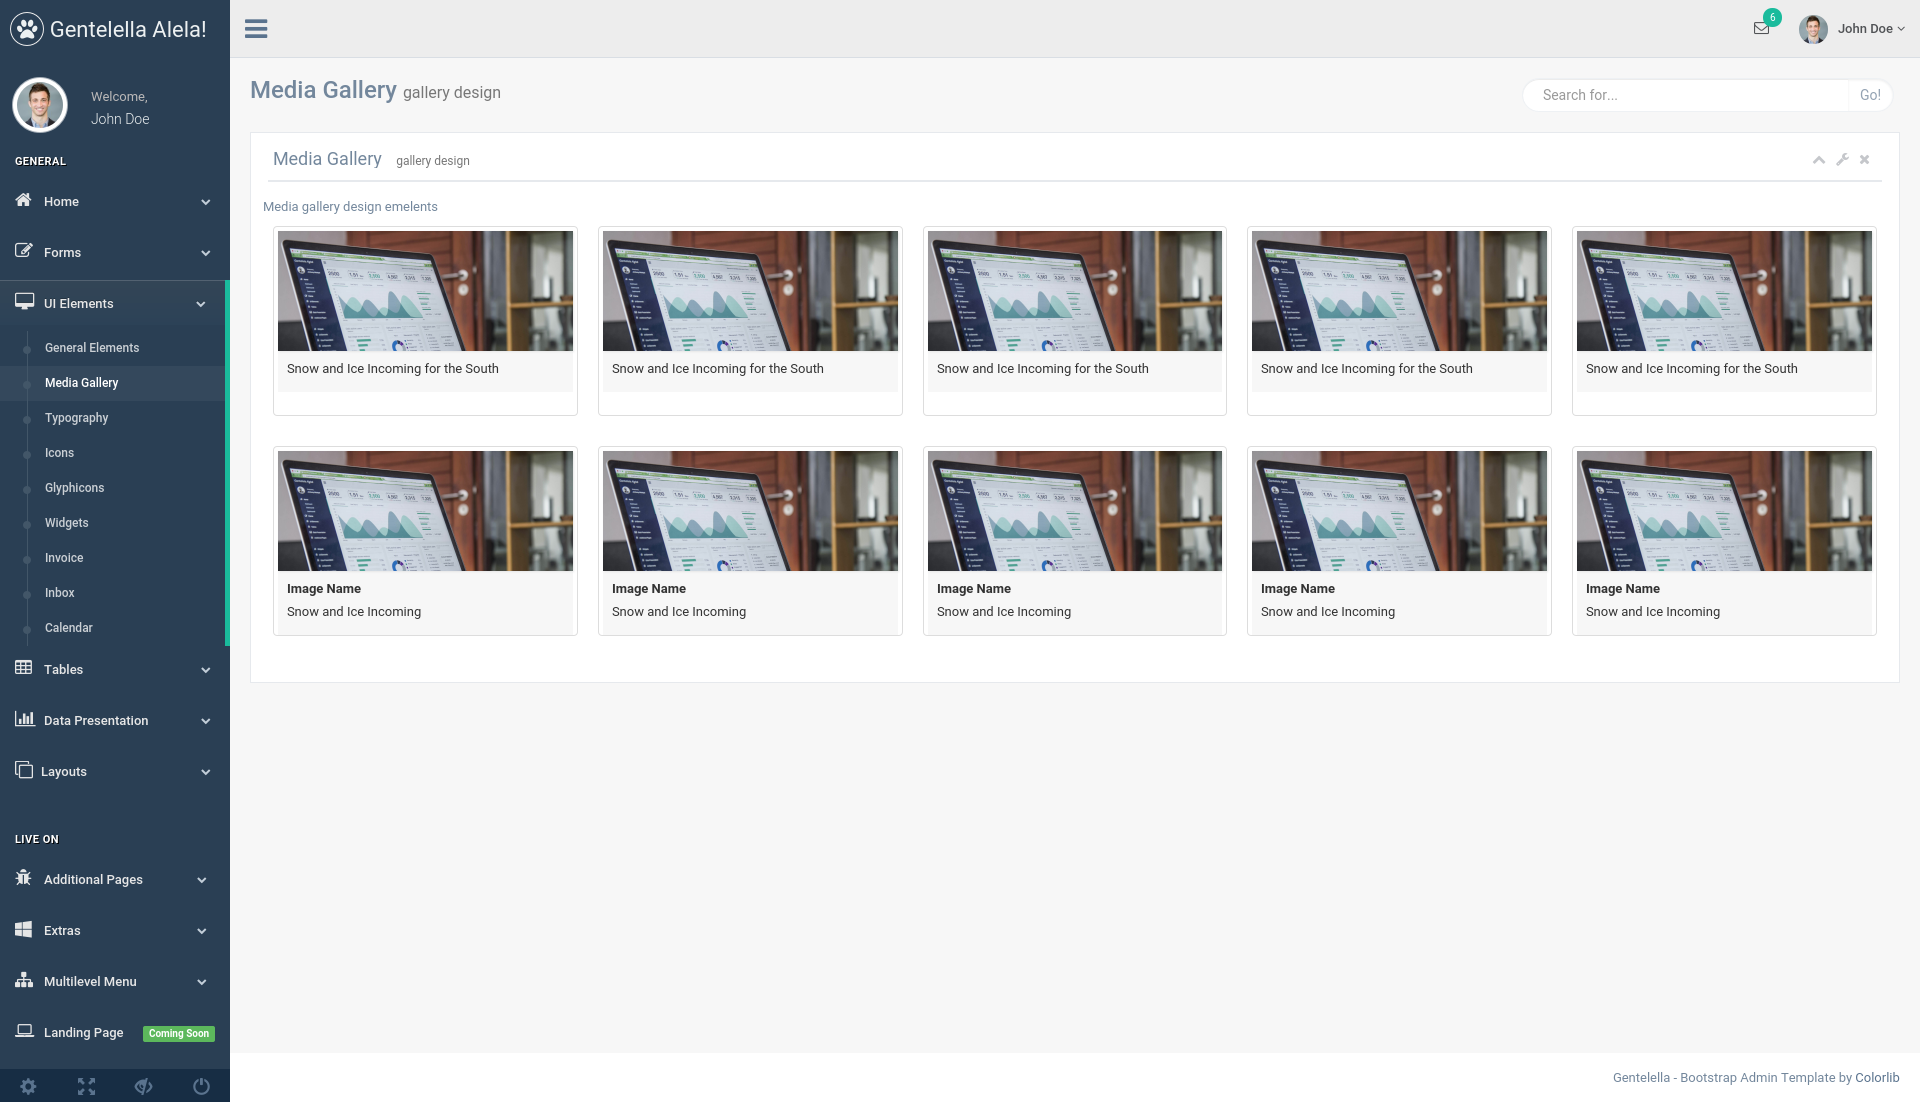 Gentelella Alela!
6
John Doe
Welcome,
John Doe
GENERAL
Home
Forms
UI Elements
General Elements
Media Gallery
Typography
Icons
Glyphicons
Widgets
Invoice
Inbox
Calendar
Tables
Data Presentation
Layouts
LIVE ON
Additional Pages
Extras
Multilevel Menu
Landing Page Coming Soon
Media Gallery gallery design
Search for... Go!
Media Gallery gallery design
Media gallery design emelents
Snow and Ice Incoming for the South
Snow and Ice Incoming for the South
Snow and Ice Incoming for the South
Snow and Ice Incoming for the South
Snow and Ice Incoming for the South
Image Name
Snow and Ice Incoming
Image Name
Snow and Ice Incoming
Image Name
Snow and Ice Incoming
Image Name
Snow and Ice Incoming
Image Name
Snow and Ice Incoming
Gentelella - Bootstrap Admin Template by Colorlib